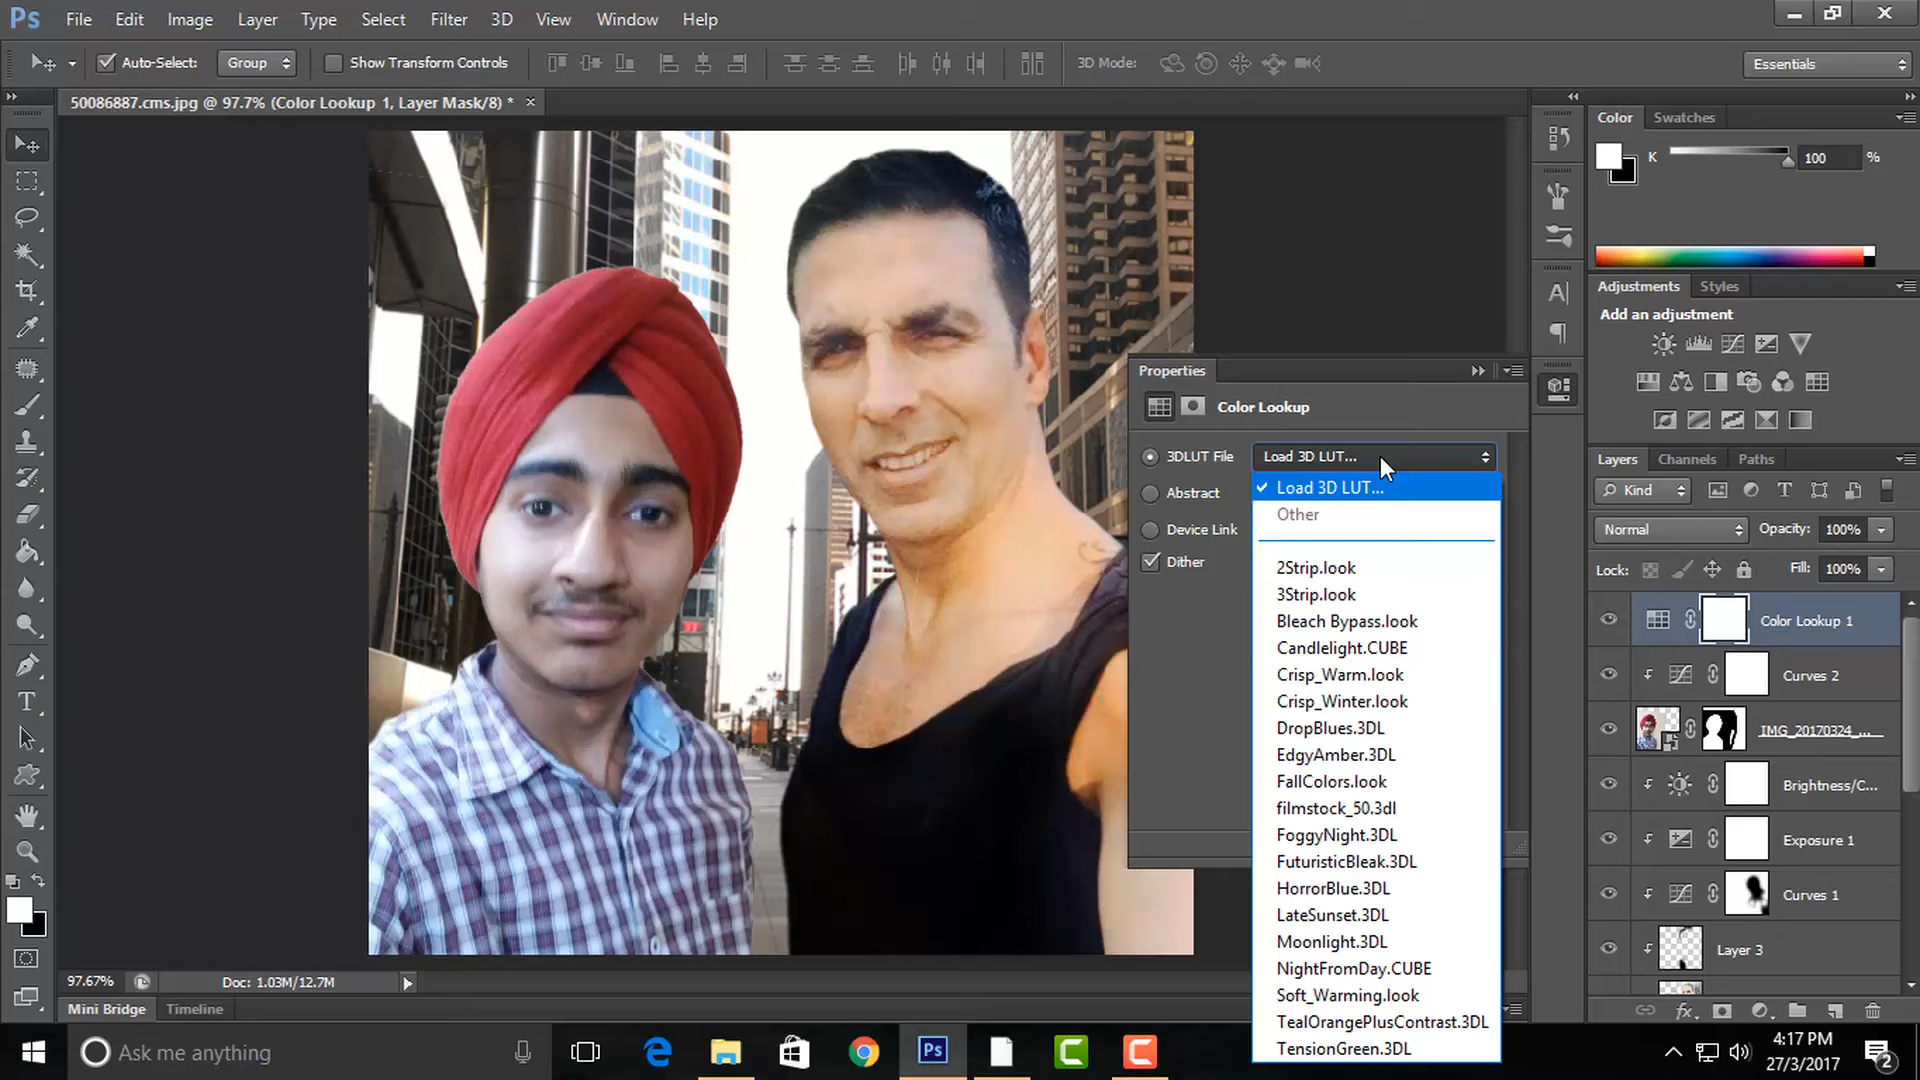 Ps File Edit Image Layer Type Select Filter 3D View Window Help
Auto-Select: Group Show Transform Controls 3D Mode: Essentials
50086887.cms.jpg @ 97.7% (Color Lookup 1, Layer Mask/8) * ×
Color Swatches
K 100 %
Adjustments Styles
Add an adjustment
Properties
Color Lookup
3DLUT File Load 3D LUT...
Abstract
Device Link
Dither
Load 3D LUT...
Other
2Strip.look
3Strip.look
Bleach Bypass.look
Candlelight.CUBE
Crisp_Warm.look
Crisp_Winter.look
DropBlues.3DL
EdgyAmber.3DL
FallColors.look
filmstock_50.3dl
FoggyNight.3DL
FuturisticBleak.3DL
HorrorBlue.3DL
LateSunset.3DL
Moonlight.3DL
NightFromDay.CUBE
Soft_Warming.look
TealOrangePlusContrast.3DL
TensionGreen.3DL
Layers Channels Paths
Kind
Normal Opacity: 100%
Lock: Fill: 100%
Color Lookup 1
Curves 2
IMG_20170324_...
Brightness/C...
Exposure 1
Curves 1
Layer 3
fx
97.67% Doc: 1.03M/12.7M
Mini Bridge Timeline
Ask me anything
Ps
4:17 PM
27/3/2017
2